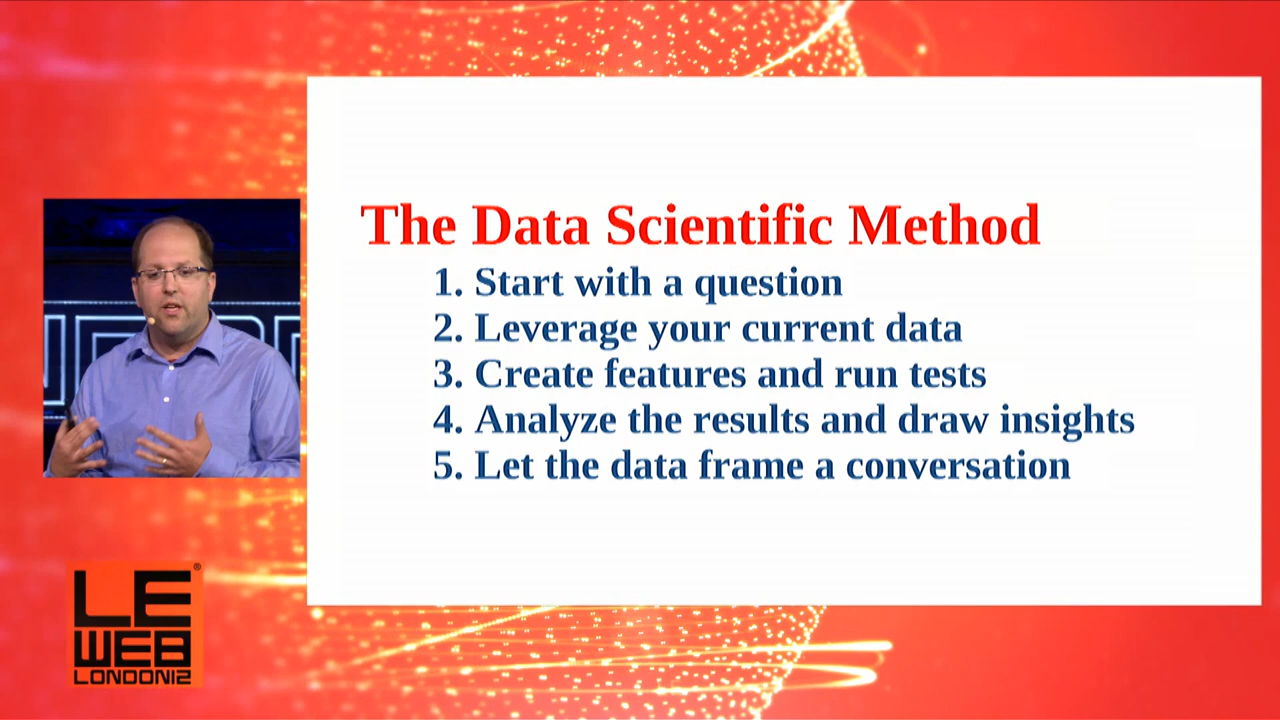 The Data Scientific Method
1. Start with a question
2. Leverage your current data
3. Create features and run tests
4. Analyze the results and draw insights
5. Let the data frame a conversation
LE
WEB
LONDON12
®